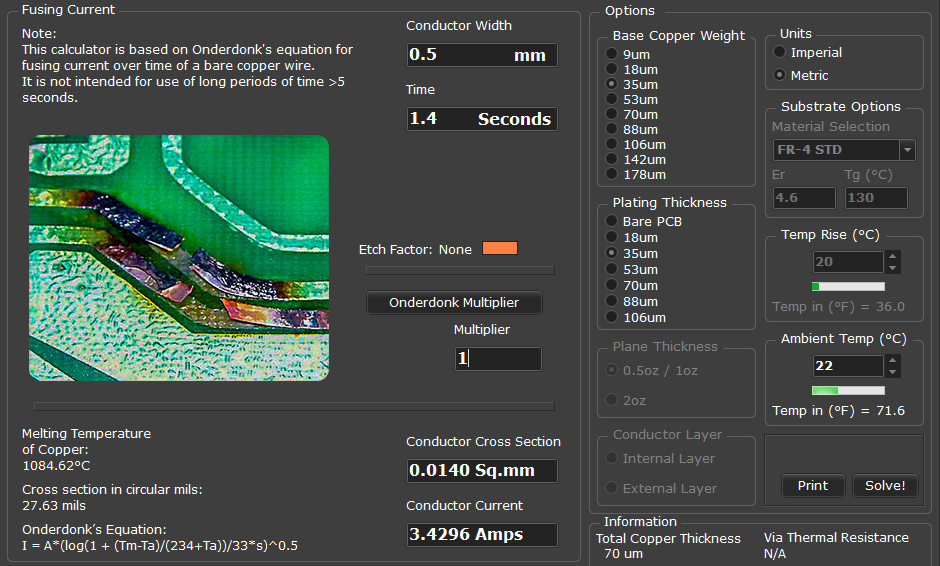 Fusing Current
Note:
This calculator is based on Onderdonk's equation for
fusing current over time of a bare copper wire.
It is not intended for use of long periods of time >5
seconds.
Conductor Width
0.5 mm
Time
1.4 Seconds
Etch Factor: None
Onderdonk Multiplier
Multiplier
1
Melting Temperature
of Copper:
1084.62°C
Cross section in circular mils:
27.63 mils
Onderdonk's Equation:
I = A*(log(1 + (Tm-Ta)/(234+Ta))/33*s)^0.5
Conductor Cross Section
0.0140 Sq.mm
Conductor Current
3.4296 Amps
Options
Base Copper Weight
9um
18um
35um
53um
70um
88um
106um
142um
178um
Plating Thickness
Bare PCB
18um
35um
53um
70um
88um
106um
Plane Thickness
0.5oz / 1oz
2oz
Conductor Layer
Internal Layer
External Layer
Units
Imperial
Metric
Substrate Options
Material Selection
FR-4 STD
Er Tg (°C)
4.6 130
Temp Rise (°C)
20
Temp in (°F) = 36.0
Ambient Temp (°C)
22
Temp in (°F) = 71.6
Print Solve!
Information
Total Copper Thickness
70 um
Via Thermal Resistance
N/A